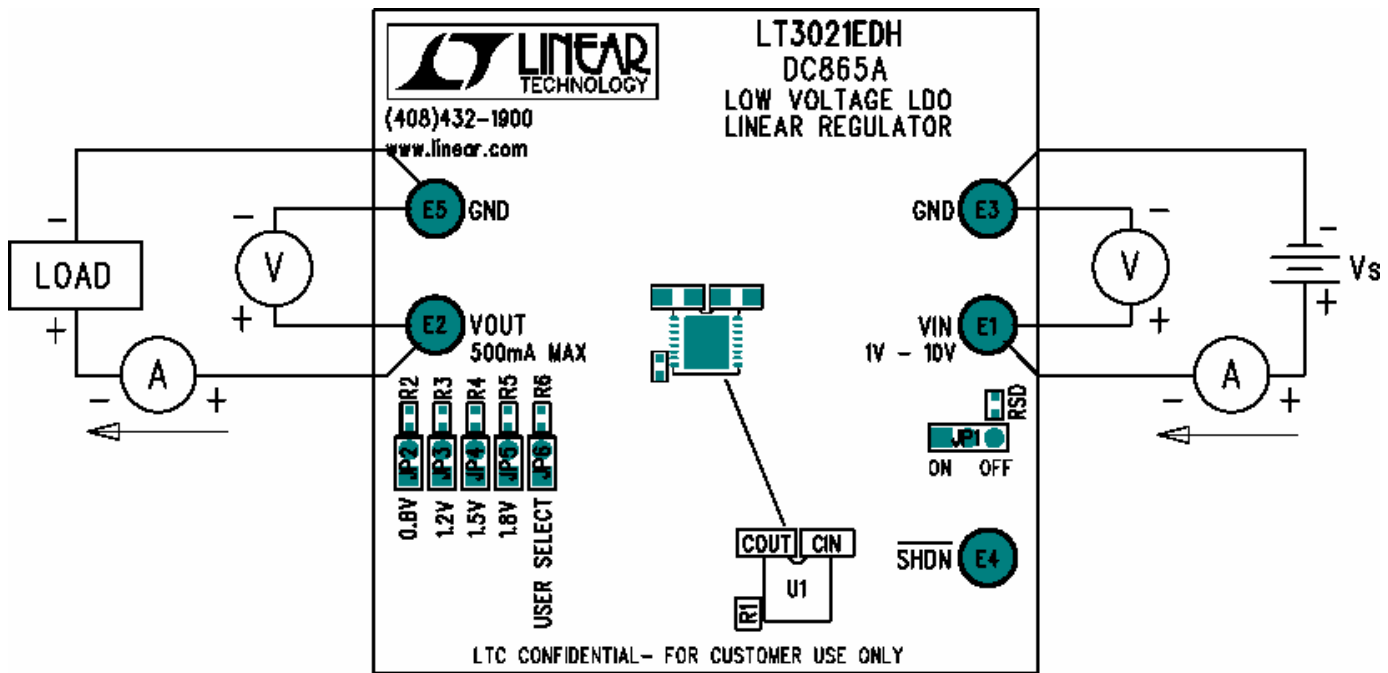 LINEAR
TECHNOLOGY
(408)432-1900
www.linear.com
LT3021EDH
DC865A
LOW VOLTAGE LDO
LINEAR REGULATOR
-
LOAD
+
-
V
+
A
-
+
E5 GND
E2 VOUT
500mA MAX
R2
R3
R4
R5
R6
JP2
JP3
JP4
JP5
JP6
0.8V
1.2V
1.5V
1.8V
USER SELECT
GND E3
VIN E1
1V - 10V
-
V
+
-
Vs
+
A
-
+
RSD
JP1
ON OFF
SHDN E4
COUT CIN
U1
R1
LTC CONFIDENTIAL- FOR CUSTOMER USE ONLY